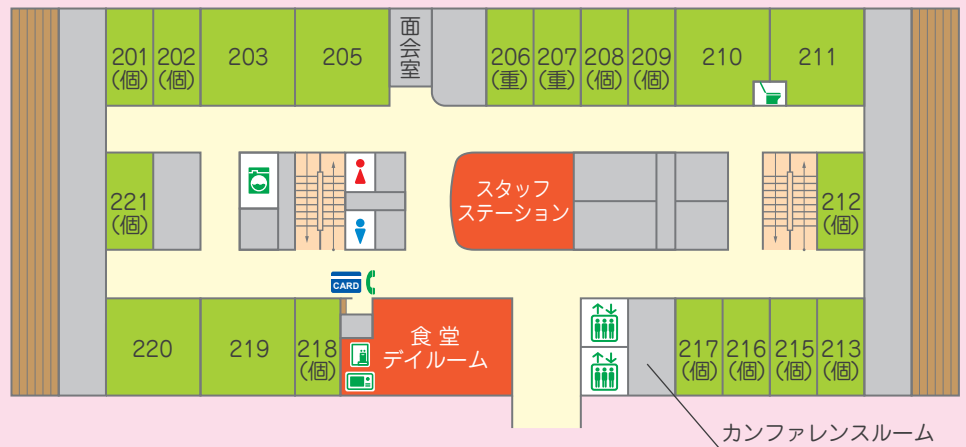 201
(個)
202
(個)
203
205
面会室
206
(重)
207
(重)
208
(個)
209
(個)
210
211
221
(個)
スタッフ
ステーション
212
(個)
CARD
220
219
218
(個)
食堂
デイルーム
217
(個)
216
(個)
215
(個)
213
(個)
カンファレンスルーム